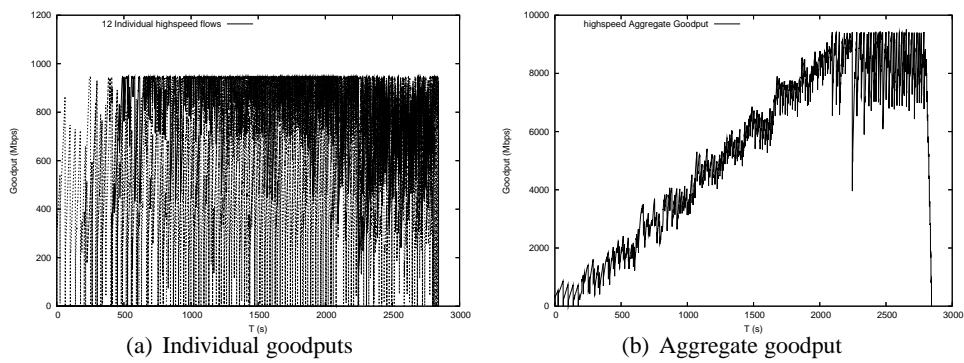 1200
1000
800
600
400
200
0
Goodput (Mbps)
12 Individual highspeed flows
0 500 1000 1500 2000 2500 3000
T (s)
(a) Individual goodputs
10000
8000
6000
4000
2000
0
Goodput (Mbps)
highspeed Aggregate Goodput
0 500 1000 1500 2000 2500 3000
T (s)
(b) Aggregate goodput